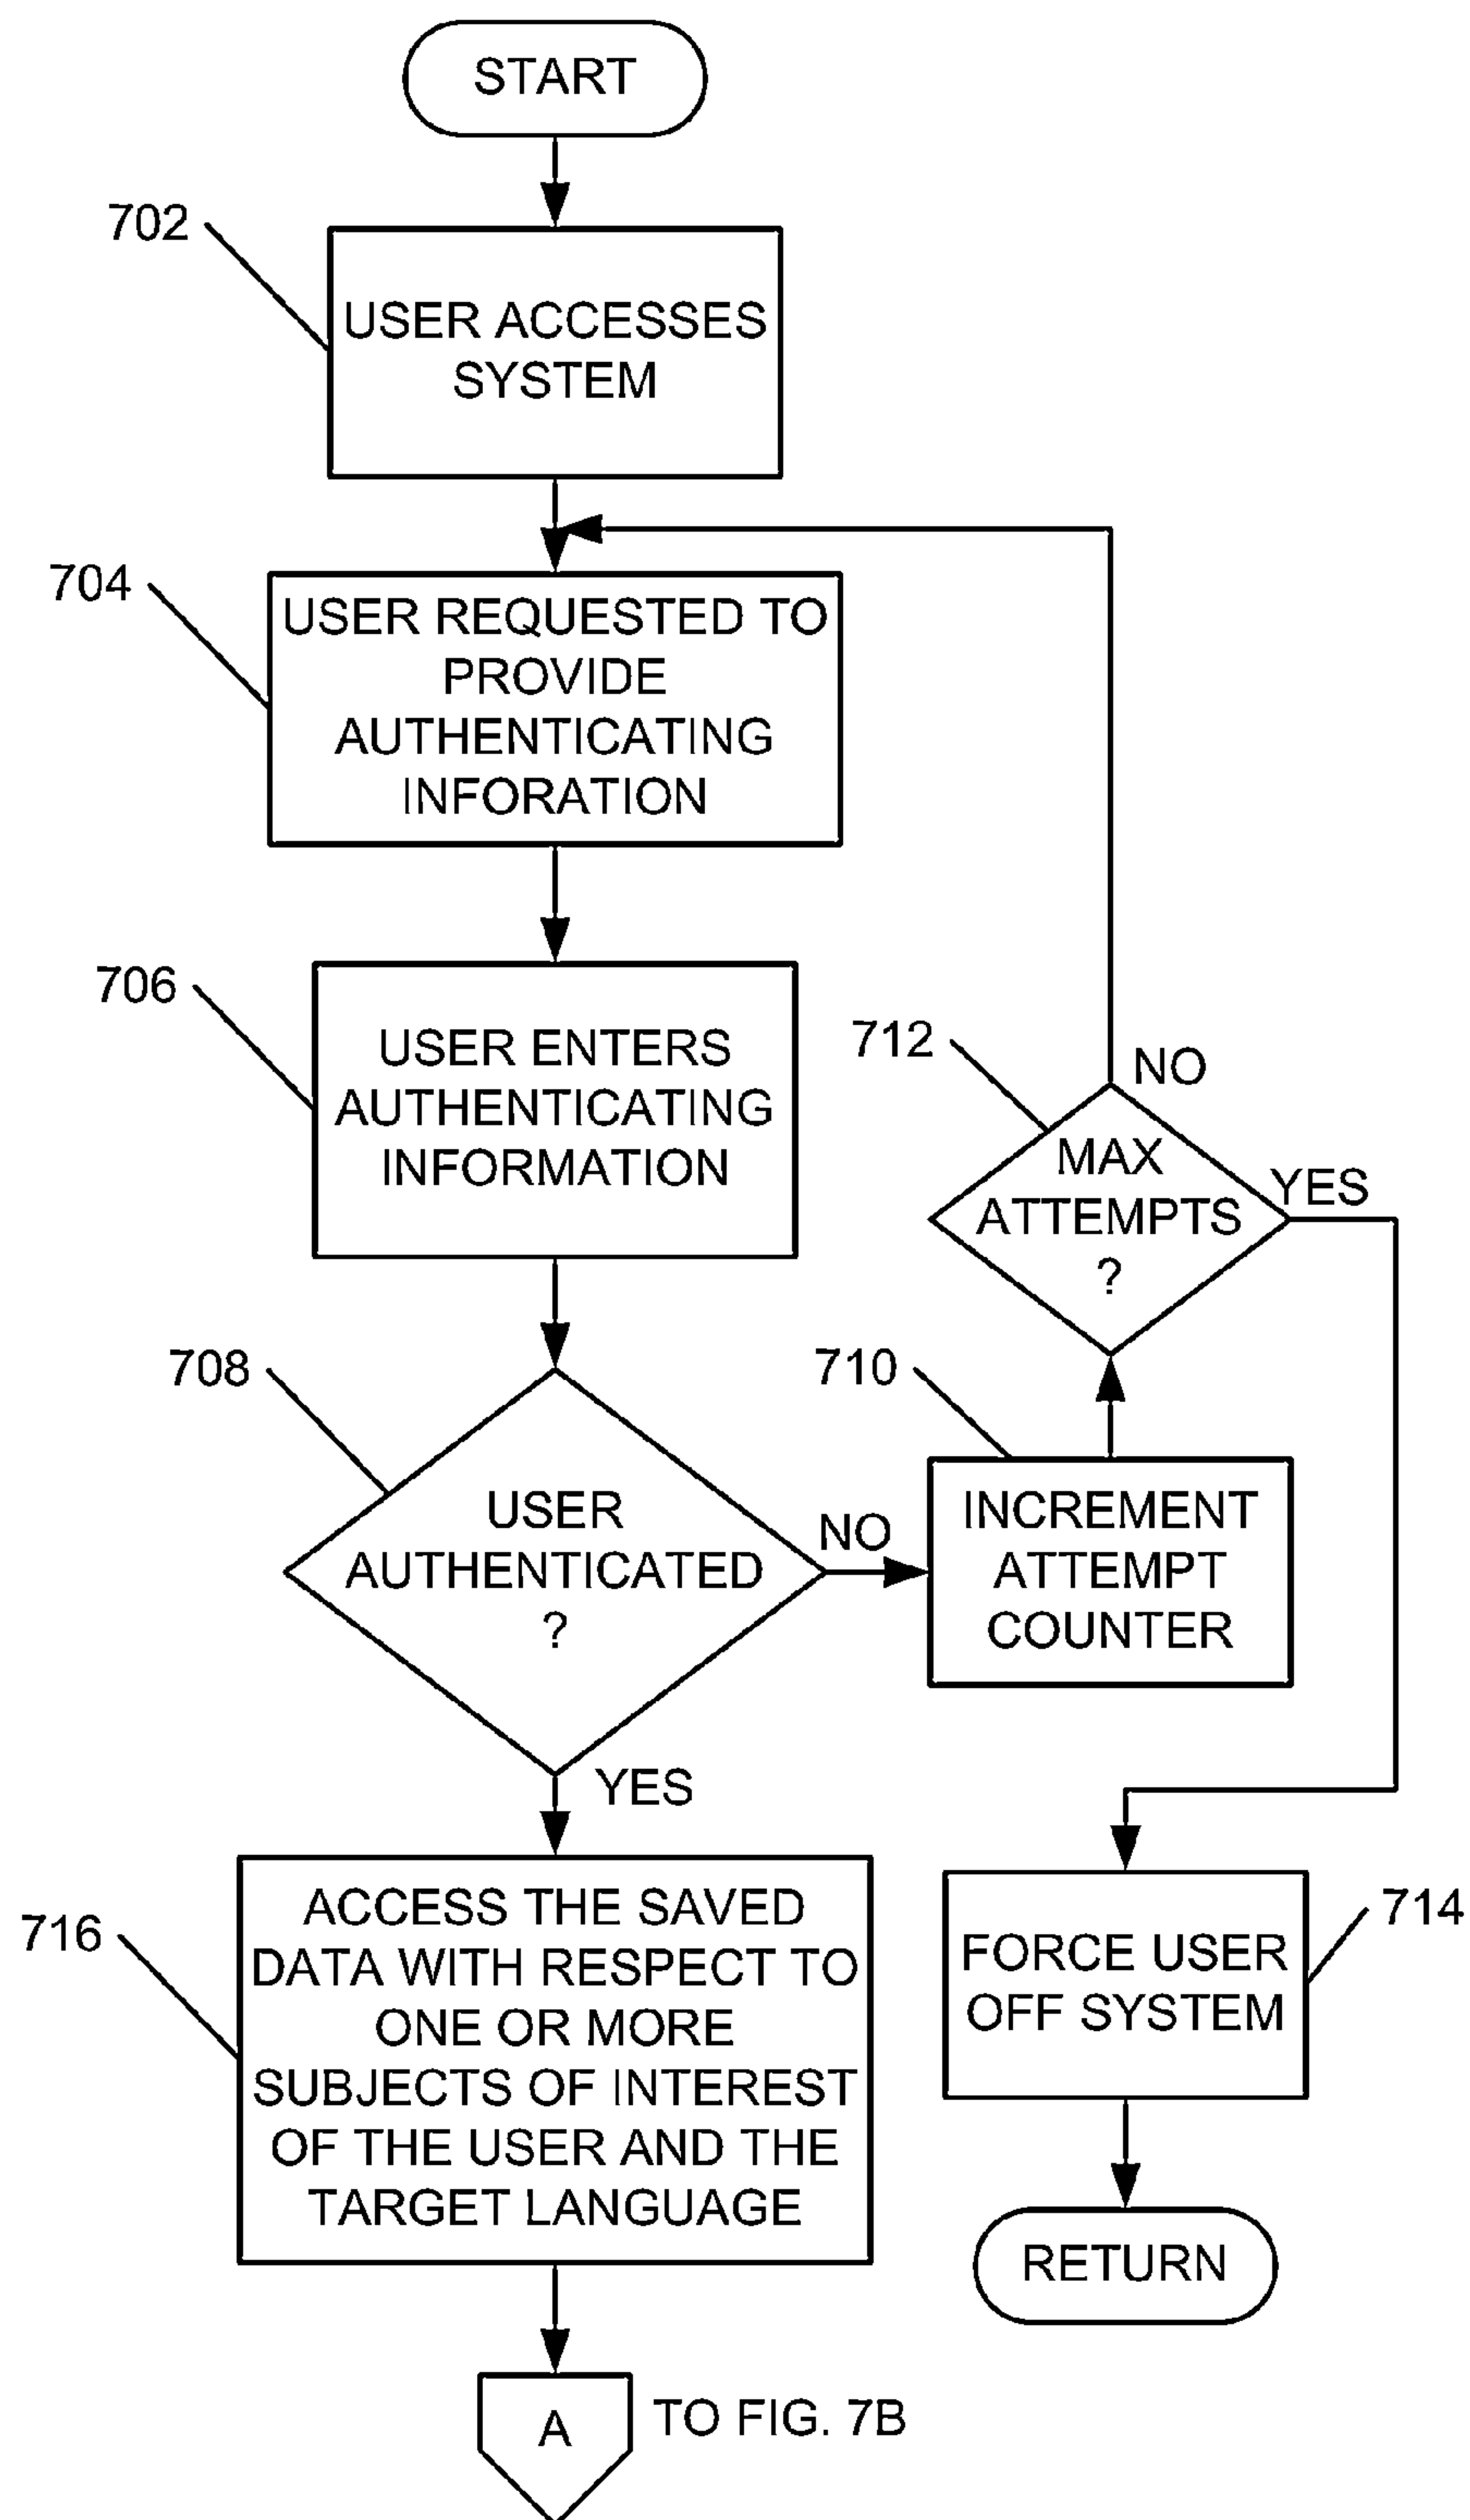 START
702
USER ACCESSES
SYSTEM
704
USER REQUESTED TO
PROVIDE
AUTHENTICATING
INFORATION
706
USER ENTERS
AUTHENTICATING
INFORMATION
712
NO
MAX
ATTEMPTS
?
YES
708
USER
AUTHENTICATED
?
NO
710
INCREMENT
ATTEMPT
COUNTER
YES
716
ACCESS THE SAVED
DATA WITH RESPECT TO
ONE OR MORE
SUBJECTS OF INTEREST
OF THE USER AND THE
TARGET LANGUAGE
714
FORCE USER
OFF SYSTEM
RETURN
A
TO FIG. 7B